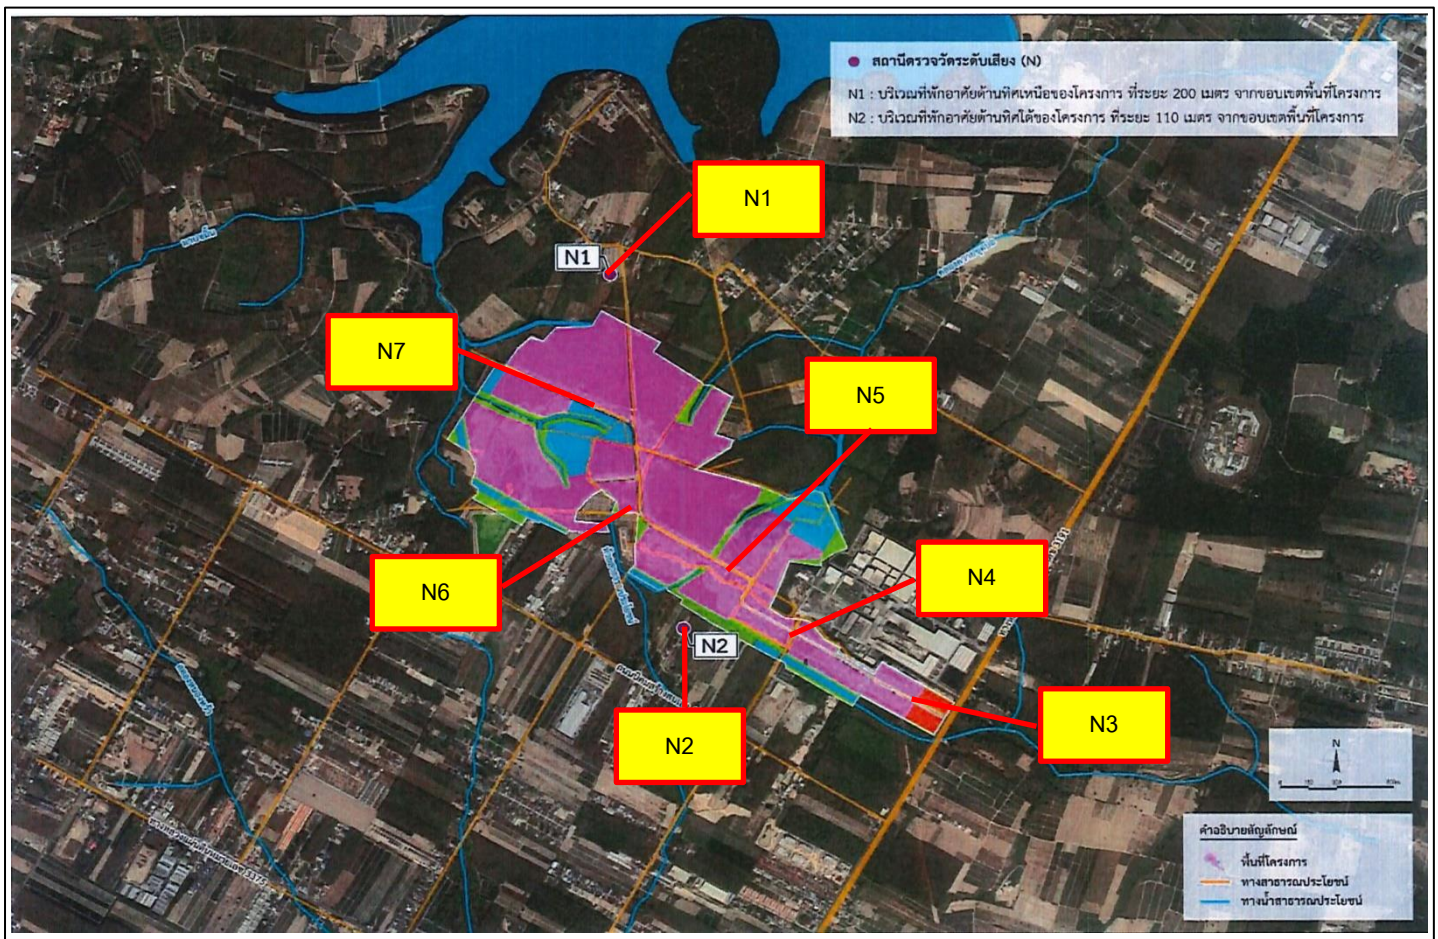 สถานีตรวจวัดระดับเสียง (N)
N1 : บริเวณที่พักอาศัยด้านทิศเหนือของโครงการ ที่ระยะ 200 เมตร จากขอบเขตพื้นที่โครงการ
N2 : บริเวณที่พักอาศัยด้านทิศใต้ของโครงการ ที่ระยะ 110 เมตร จากขอบเขตพื้นที่โครงการ
N1
N1
N7
N5
N4
N6
N2
N3
N2
N
คำอธิบายสัญลักษณ์
พื้นที่โครงการ
ทางสาธารณประโยชน์
ทางน้ำสาธารณประโยชน์